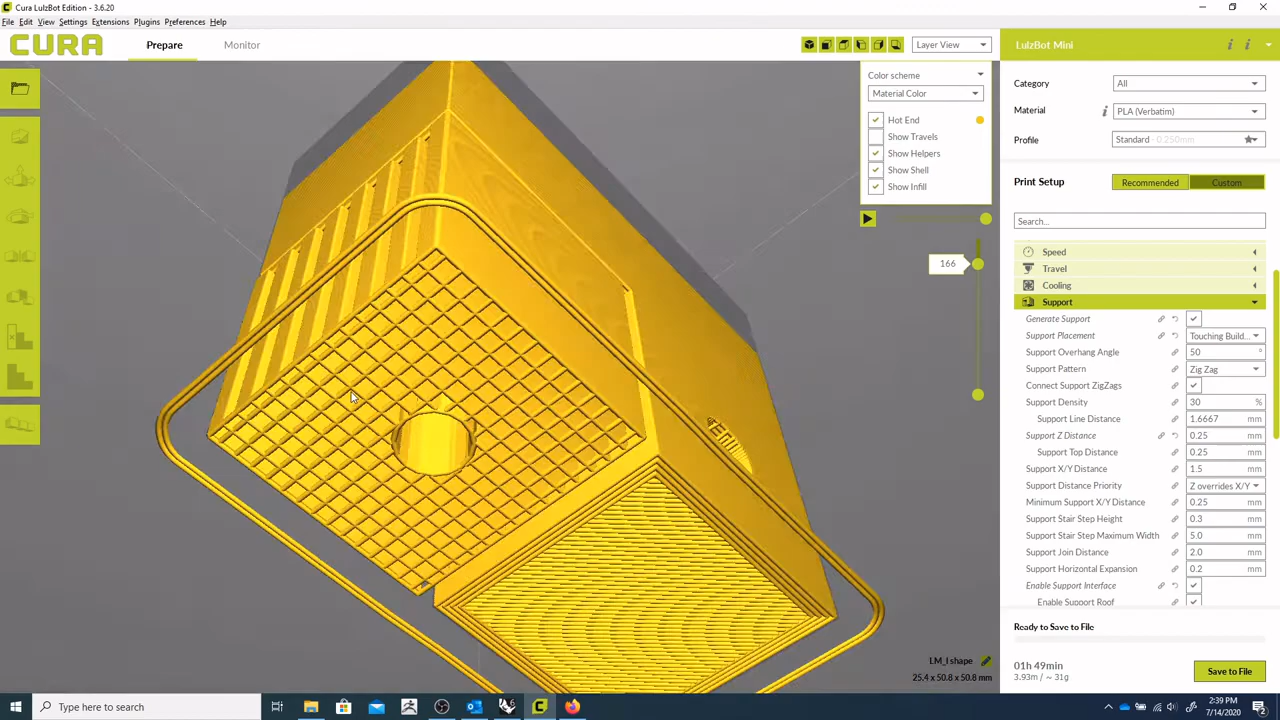 Cura LulzBot Edition - 3.6.20
File Edit View Settings Extensions Plugins Preferences Help
CURA Prepare Monitor Layer View
Color scheme
Material Color
Hot End
Show Travels
Show Helpers
Show Shell
Show Infill
166
LM_I shape
25.4 x 50.8 x 50.8 mm
LulzBot Mini
Category All
Material PLA (Verbatim)
Profile Standard - 0.250mm
Print Setup Recommended Custom
Search...
Speed
Travel
Cooling
Support
Generate Support
Support Placement Touching Build...
Support Overhang Angle 50 °
Support Pattern Zig Zag
Connect Support ZigZags
Support Density 30 %
Support Line Distance 1.6667 mm
Support Z Distance 0.25 mm
Support Top Distance 0.25 mm
Support X/Y Distance 1.5 mm
Support Distance Priority Z overrides X/Y
Minimum Support X/Y Distance 0.25 mm
Support Stair Step Height 0.3 mm
Support Stair Step Maximum Width 5.0 mm
Support Join Distance 2.0 mm
Support Horizontal Expansion 0.2 mm
Enable Support Interface
Enable Support Roof
Ready to Save to File
01h 49min
3.93m / ~ 31g
Save to File
Type here to search
2:39 PM
7/14/2020
2